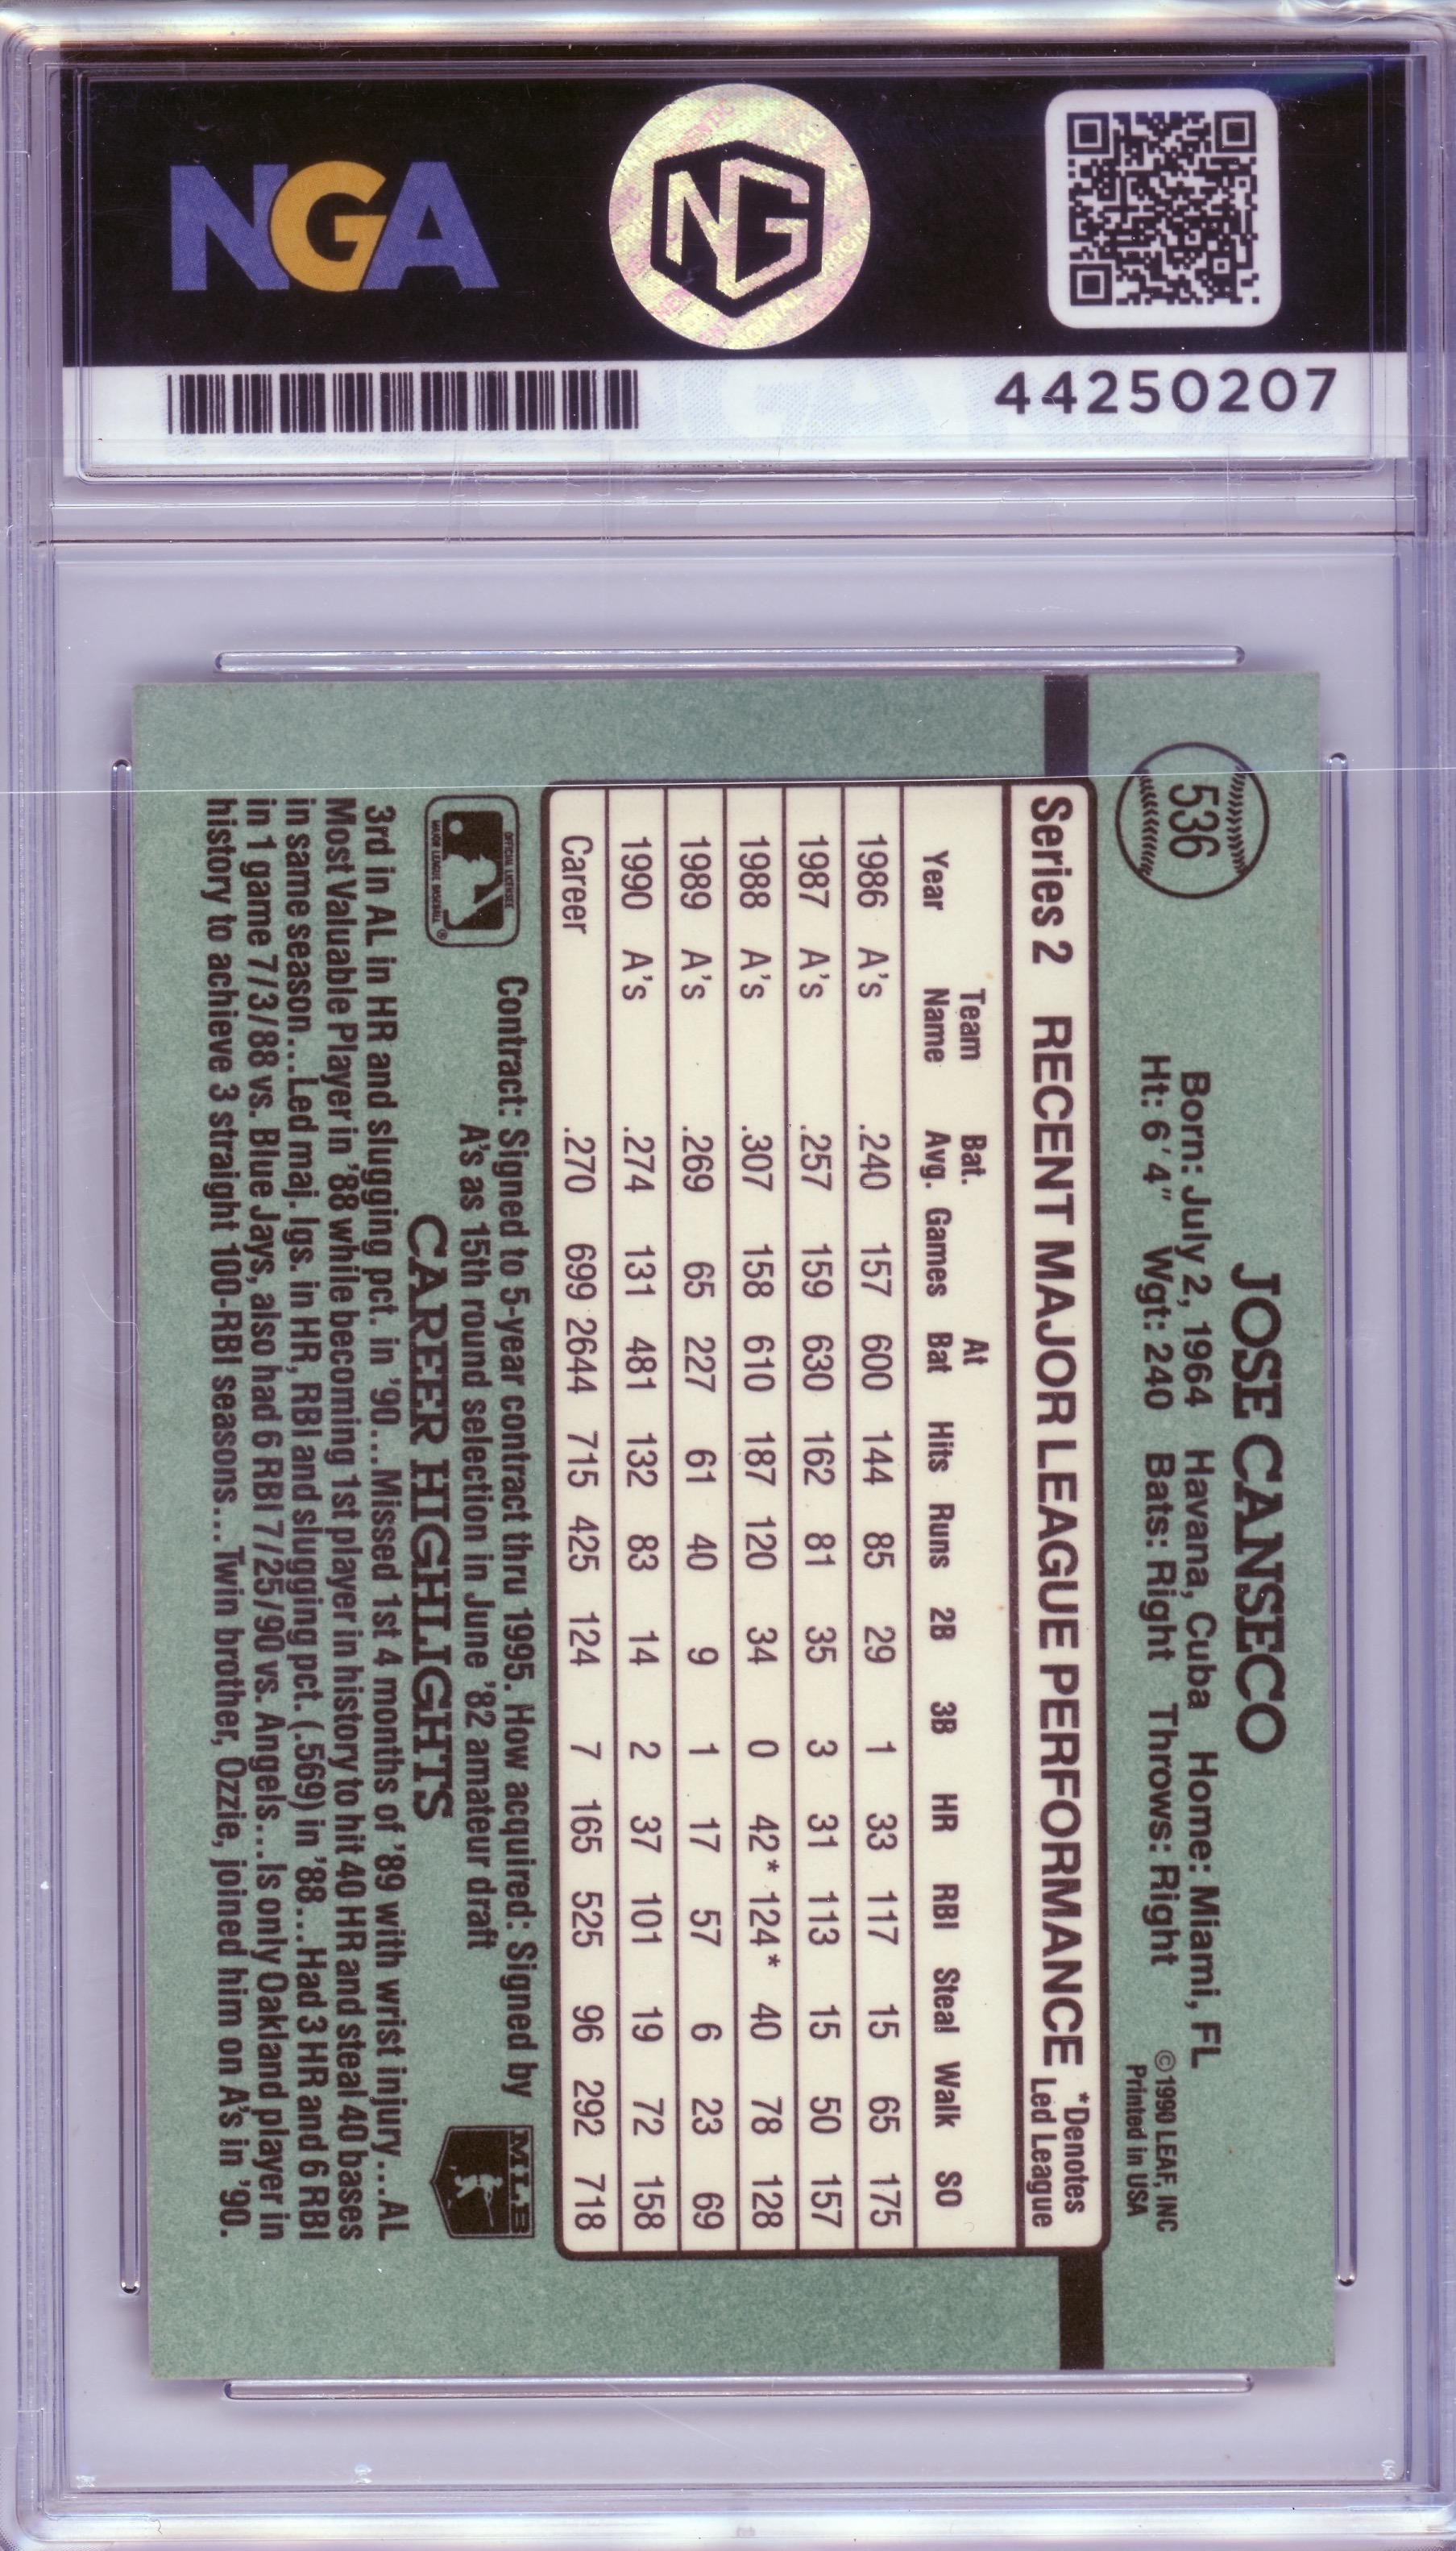 NGA
NG
44250207
536
JOSE CANSECO
Born: July 2, 1964 Havana, Cuba Home: Miami, FL
Ht: 6' 4" Wgt: 240 Bats: Right Throws: Right
© 1990 LEAF, INC
Printed in USA
Series 2 RECENT MAJOR LEAGUE PERFORMANCE *Denotes Led League
Year Team Name Bat. Avg. Games At Bat Hits Runs 2B 3B HR RBI Steal Walk SO
1986 A's .240 157 600 144 85 29 1 33 117 15 65 175
1987 A's .257 159 630 162 81 35 3 31 113 15 50 157
1988 A's .307 158 610 187 120 34 0 42* 124* 40 78 128
1989 A's .269 65 227 61 40 9 1 17 57 6 23 69
1990 A's .274 131 481 132 83 14 2 37 101 19 72 158
Career .270 699 2644 715 425 124 7 165 525 96 292 718
OFFICIAL LICENSEE
MAJOR LEAGUE BASEBALL ®
Contract: Signed to 5-year contract thru 1995. How acquired: Signed by
A's as 15th round selection in June '82 amateur draft
MLB
CAREER HIGHLIGHTS
3rd in AL in HR and slugging pct. in '90...Missed 1st 4 months of '89 with wrist injury...AL
Most Valuable Player in '88 while becoming 1st player in history to hit 40 HR and steal 40 bases
in same season...Led maj. lgs. in HR, RBI and slugging pct. (.569) in '88...Had 3 HR and 6 RBI
in 1 game 7/3/88 vs. Blue Jays, also had 6 RBI 7/25/90 vs. Angels...Is only Oakland player in
history to achieve 3 straight 100-RBI seasons...Twin brother, Ozzie, joined him on A's in '90.